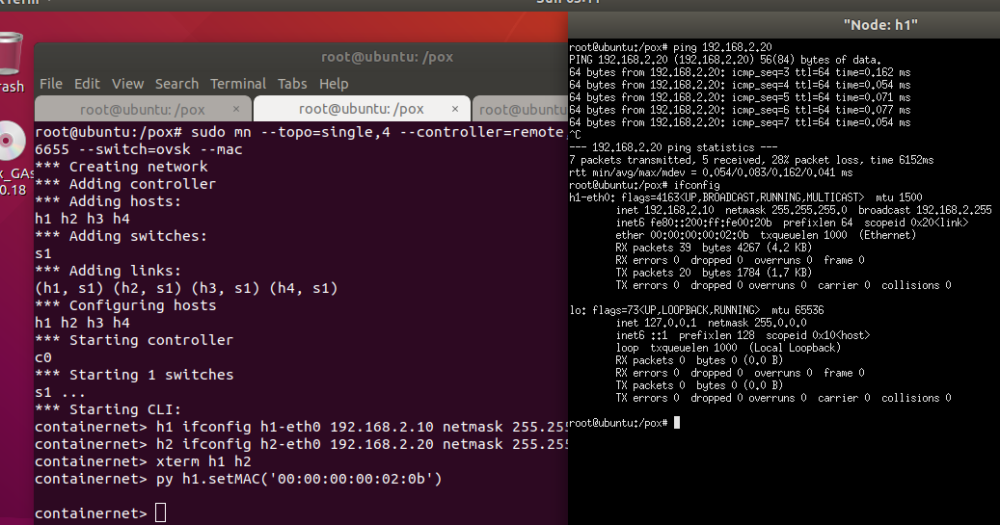 "Node: h1"
root@ubuntu: /pox
File Edit View Search Terminal Tabs Help
root@ubuntu: /pox × root@ubuntu: /pox × root@ubuntu:
root@ubuntu:/pox# sudo mn --topo=single,4 --controller=remote,
6655 --switch=ovsk --mac
*** Creating network
*** Adding controller
*** Adding hosts:
h1 h2 h3 h4
*** Adding switches:
s1
*** Adding links:
(h1, s1) (h2, s1) (h3, s1) (h4, s1)
*** Configuring hosts
h1 h2 h3 h4
*** Starting controller
c0
*** Starting 1 switches
s1 ...
*** Starting CLI:
containernet> h1 ifconfig h1-eth0 192.168.2.10 netmask 255.255
containernet> h2 ifconfig h2-eth0 192.168.2.20 netmask 255.255
containernet> xterm h1 h2
containernet> py h1.setMAC('00:00:00:00:02:0b')
containernet>
root@ubuntu:/pox# ping 192.168.2.20
PING 192.168.2.20 (192.168.2.20) 56(84) bytes of data.
64 bytes from 192.168.2.20: icmp_seq=3 ttl=64 time=0.162 ms
64 bytes from 192.168.2.20: icmp_seq=4 ttl=64 time=0.054 ms
64 bytes from 192.168.2.20: icmp_seq=5 ttl=64 time=0.071 ms
64 bytes from 192.168.2.20: icmp_seq=6 ttl=64 time=0.077 ms
64 bytes from 192.168.2.20: icmp_seq=7 ttl=64 time=0.054 ms
^C
--- 192.168.2.20 ping statistics ---
7 packets transmitted, 5 received, 28% packet loss, time 6152ms
rtt min/avg/max/mdev = 0.054/0.083/0.162/0.041 ms
root@ubuntu:/pox# ifconfig
h1-eth0: flags=4163<UP,BROADCAST,RUNNING,MULTICAST> mtu 1500
inet 192.168.2.10 netmask 255.255.255.0 broadcast 192.168.2.255
inet6 fe80::200:ff:fe00:20b prefixlen 64 scopeid 0x20<link>
ether 00:00:00:00:02:0b txqueuelen 1000 (Ethernet)
RX packets 39 bytes 4267 (4.2 KB)
RX errors 0 dropped 0 overruns 0 frame 0
TX packets 20 bytes 1784 (1.7 KB)
TX errors 0 dropped 0 overruns 0 carrier 0 collisions 0
lo: flags=73<UP,LOOPBACK,RUNNING> mtu 65536
inet 127.0.0.1 netmask 255.0.0.0
inet6 ::1 prefixlen 128 scopeid 0x10<host>
loop txqueuelen 1000 (Local Loopback)
RX packets 0 bytes 0 (0.0 B)
RX errors 0 dropped 0 overruns 0 frame 0
TX packets 0 bytes 0 (0.0 B)
TX errors 0 dropped 0 overruns 0 carrier 0 collisions 0
root@ubuntu:/pox#
rash
x_GAs
0.18